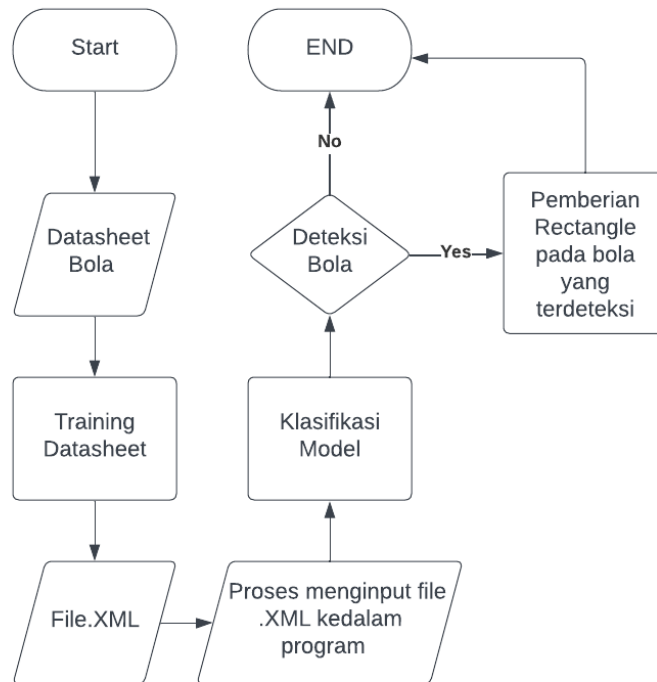 Start
Datasheet
Bola
Training
Datasheet
File.XML
Proses menginput file
.XML kedalam
program
Klasifikasi
Model
Deteksi
Bola
No
END
Yes
Pemberian
Rectangle
pada bola
yang
terdeteksi